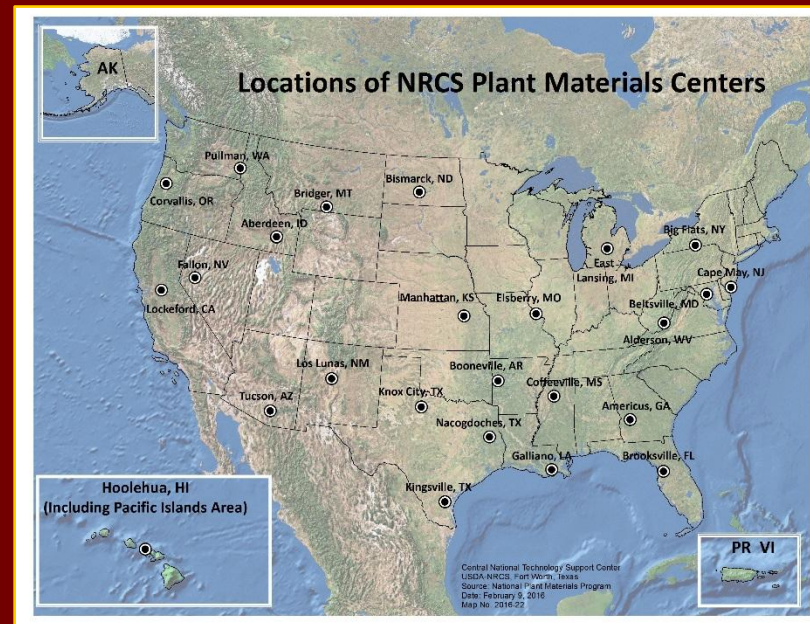 AK
Locations of NRCS Plant Materials Centers
Pullman, WA
Corvallis, OR
Bridger, MT
Bismarck, ND
Aberdeen, ID
Big Flats, NY
East
Lansing, MI
Cape May, NJ
Fallon, NV
Lockeford, CA
Manhattan, KS
Elsberry, MO
Beltsville, MD
Alderson, WV
Los Lunas, NM
Booneville, AR
Tucson, AZ
Knox City, TX
Coffeeville, MS
Americus, GA
Nacogdoches, TX
Galliano, LA
Brooksville, FL
Kingsville, TX
Hoolehua, HI
(Including Pacific Islands Area)
PR VI
Central National Technology Support Center
USDA-NRCS, Fort Worth, Texas
Source: National Plant Materials Program
Date: February 9, 2016
Map No. 2016-22